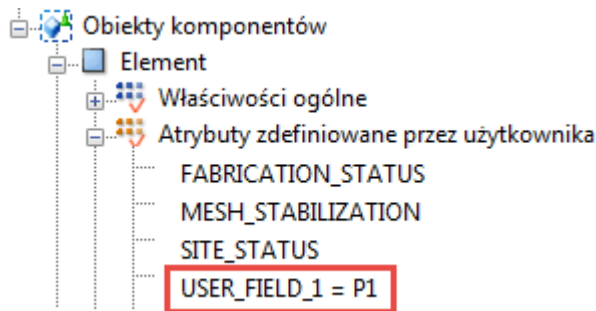 Obiekty komponentów
Element
Właściwości ogólne
Atrybuty zdefiniowane przez użytkownika
FABRICATION_STATUS
MESH_STABILIZATION
SITE_STATUS
USER_FIELD_1 = P1